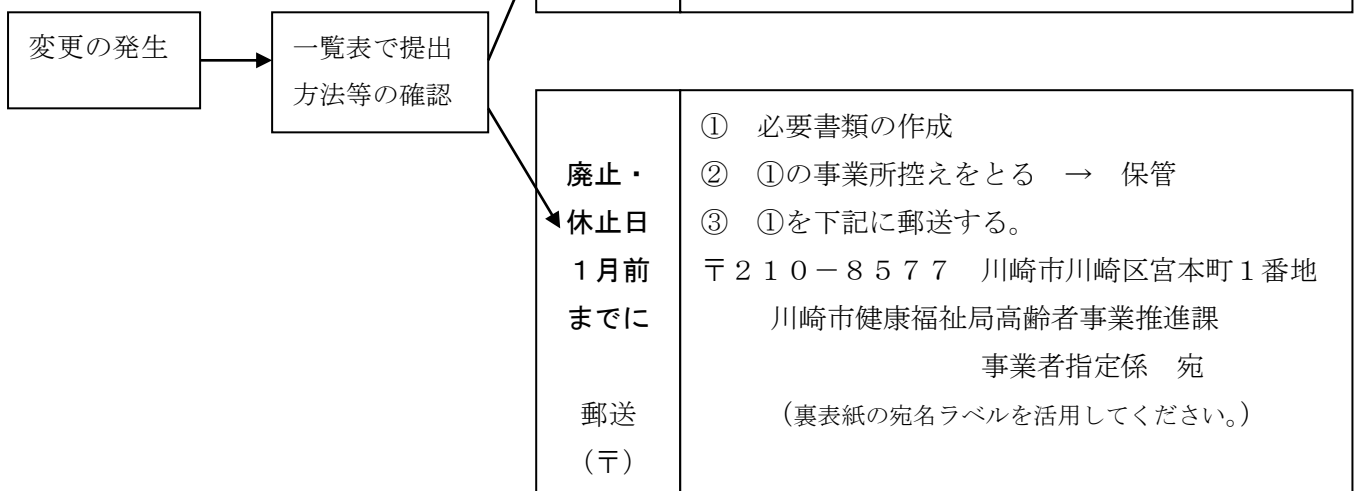 変更の発生
一覧表で提出
方法等の確認
廃止・
休止日
１月前
までに
郵送
（〒）
① 必要書類の作成
② ①の事業所控えをとる → 保管
③ ①を下記に郵送する。
〒２１０－８５７７ 川崎市川崎区宮本町１番地
川崎市健康福祉局高齢者事業推進課
事業者指定係 宛
（裏表紙の宛名ラベルを活用してください。）